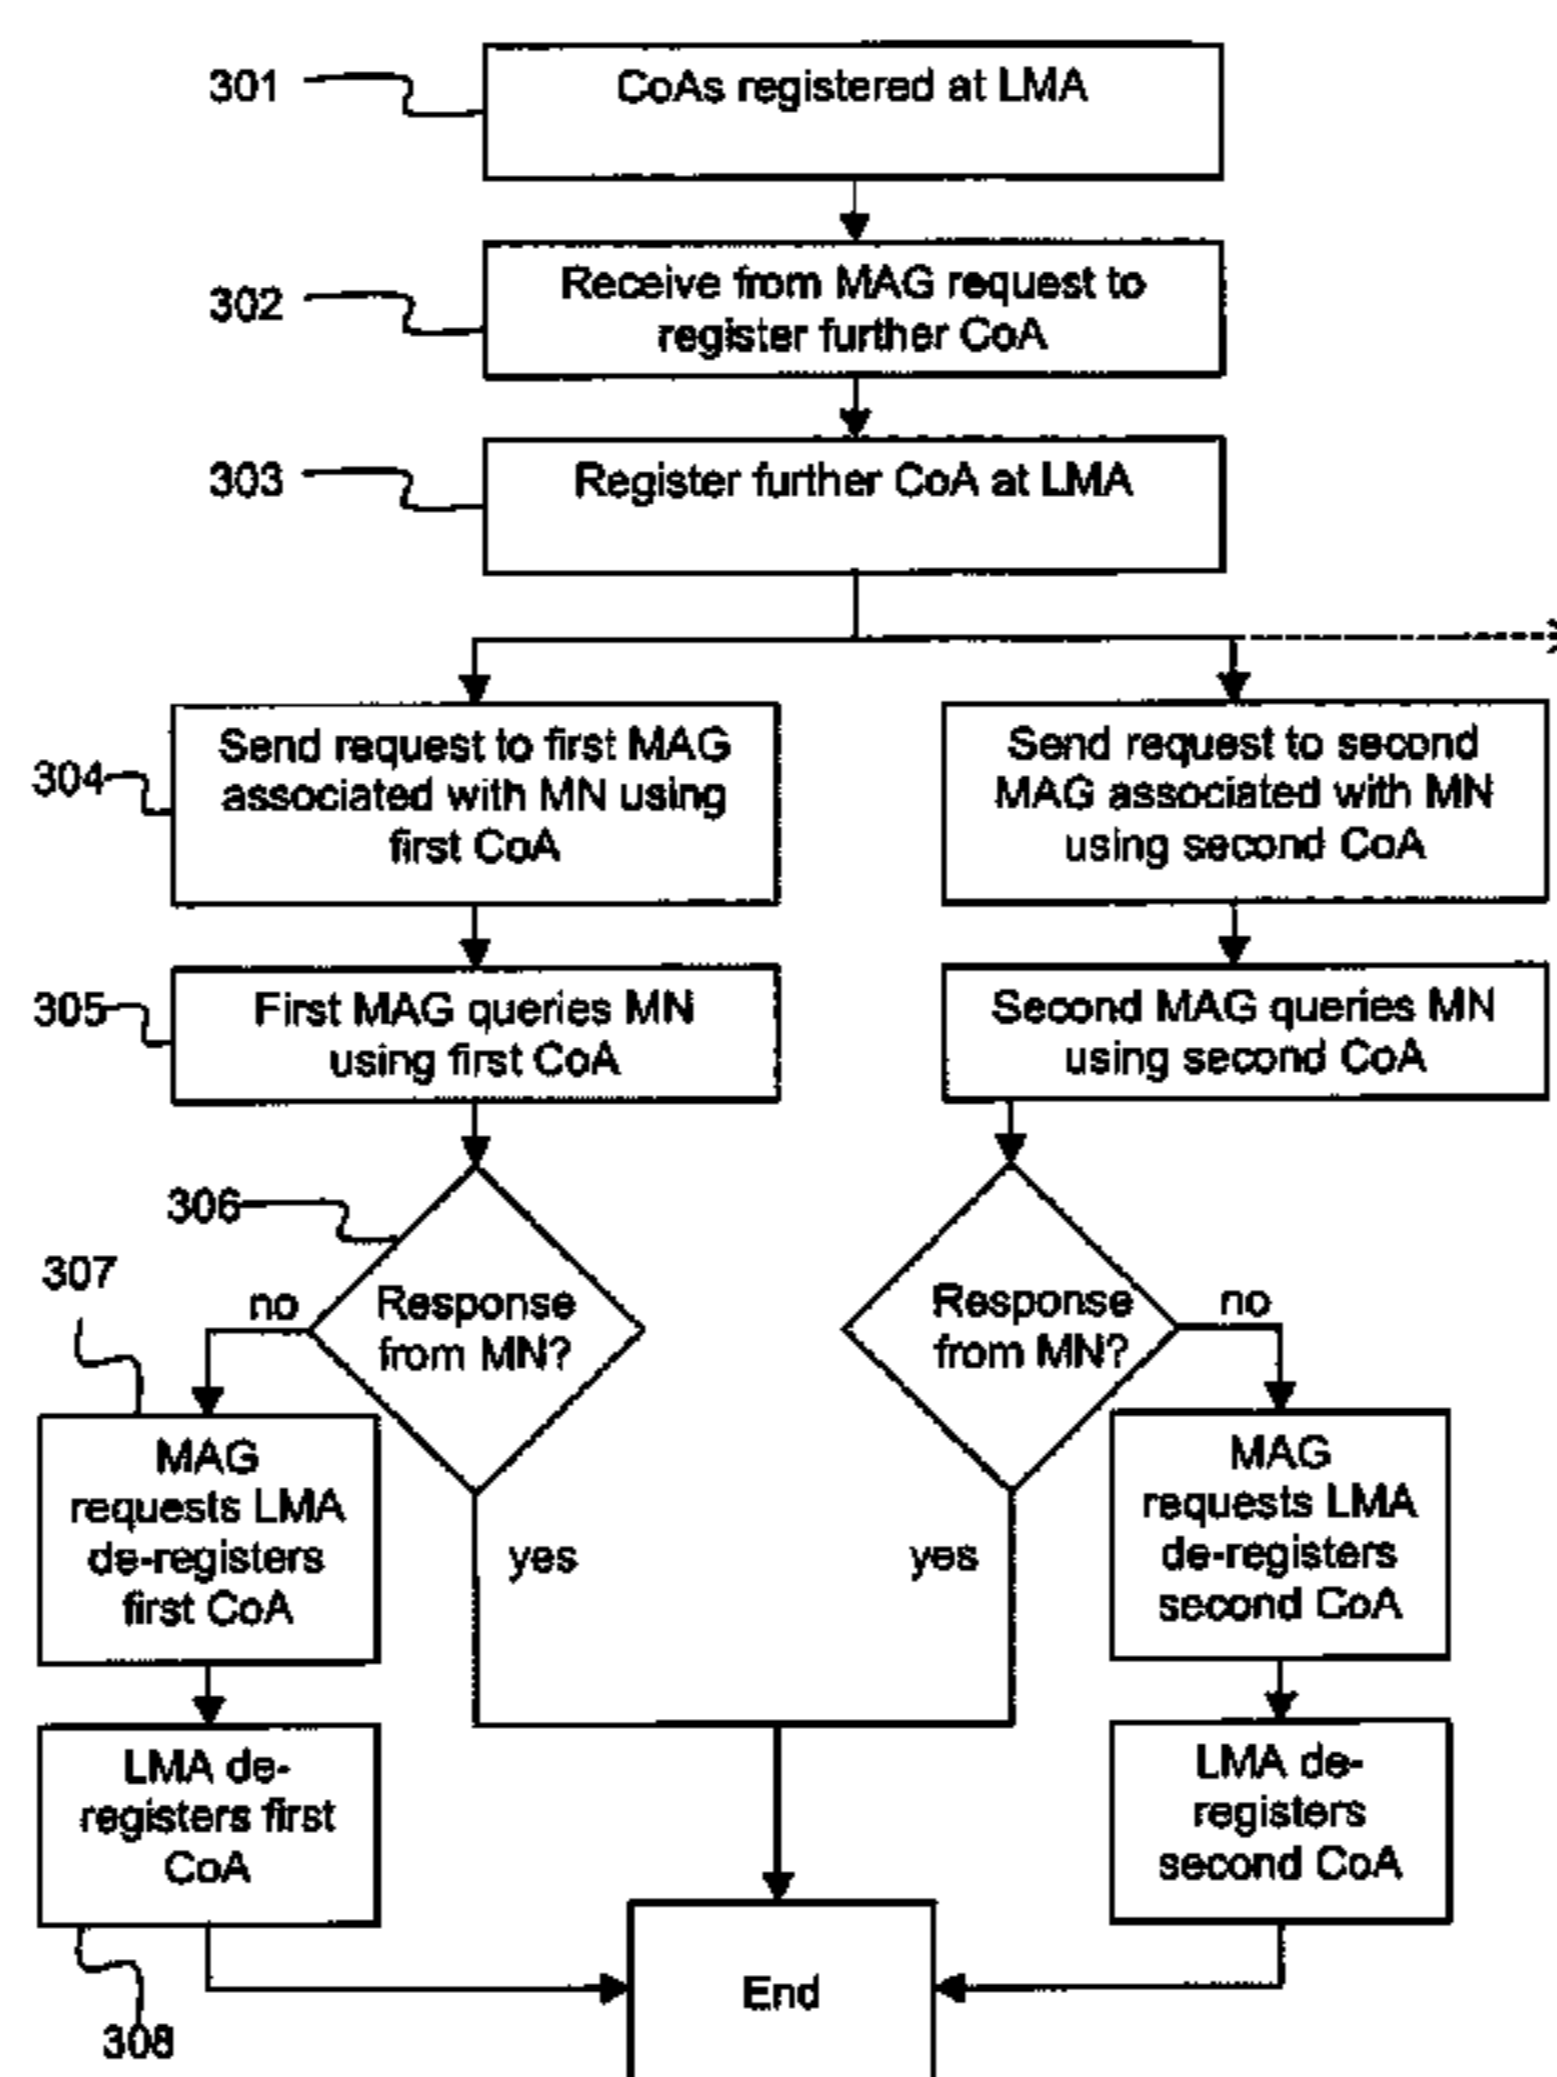 301
CoAs registered at LMA
302
Receive from MAG request to
register further CoA
303
Register further CoA at LMA
304
Send request to first MAG
associated with MN using
first CoA
Send request to second
MAG associated with MN
using second CoA
305
First MAG queries MN
using first CoA
Second MAG queries MN
using second CoA
306
Response
from MN?
Response
from MN?
307
no
no
MAG
requests LMA
de-registers
first CoA
yes
yes
MAG
requests LMA
de-registers
second CoA
LMA de-
registers first
CoA
LMA de-
registers
second CoA
End
308